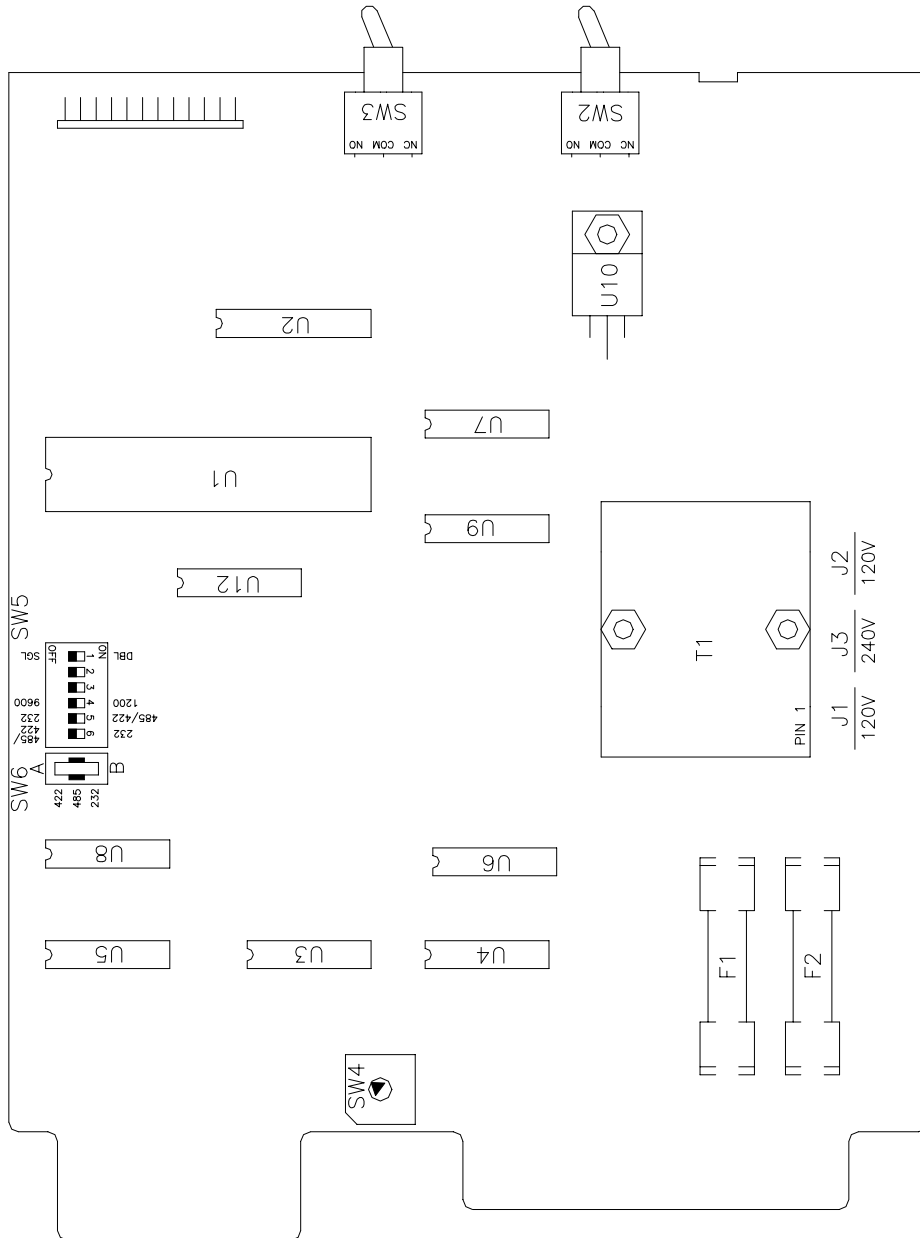 SW3
NO COM NC
SW2
NO COM NC
U10
U2
U7
U1
U9
U12
J2
120V
SW5
SGL
OFF
1
ON
DBL
2
3
9600
4
1200
232
5
485/422
485/
422
6
232
T1
J3
240V
J1
120V
PIN 1
SW6
A
B
422
485
232
U8
U6
U5
U3
U4
F1
F2
SW4